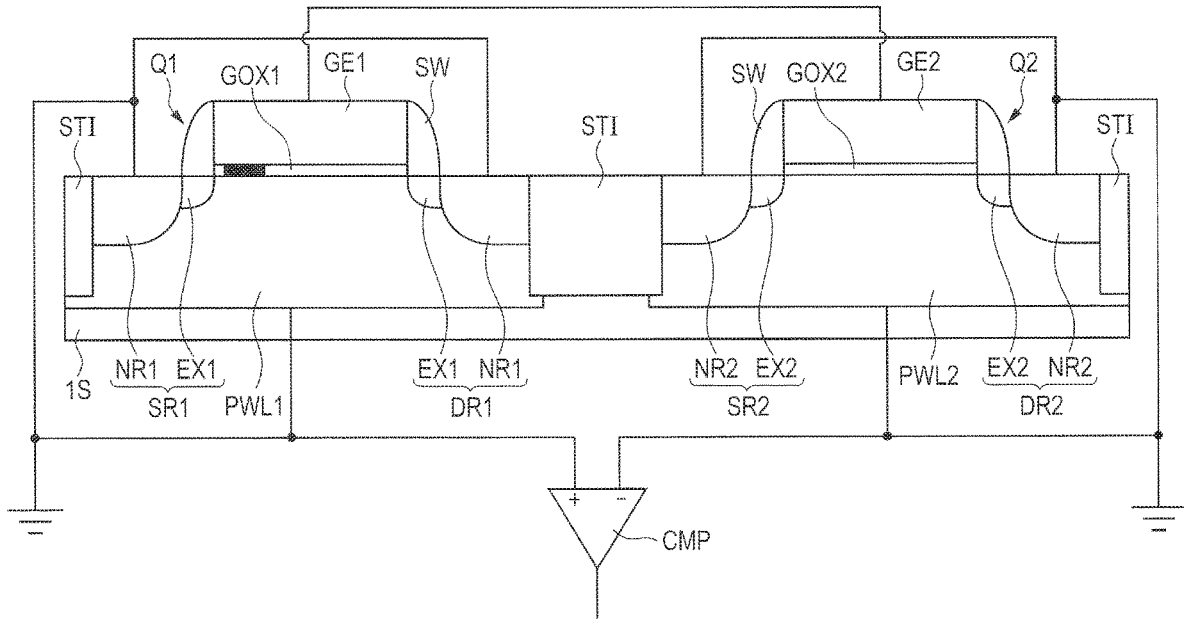 Q1 GOX1 GE1 SW SW GOX2 GE2 Q2
STI STI STI
NR1 EX1 EX1 NR1 NR2 EX2 EX2 NR2
1S SR1 PWL1 DR1 SR2 PWL2 DR2
+ -
CMP